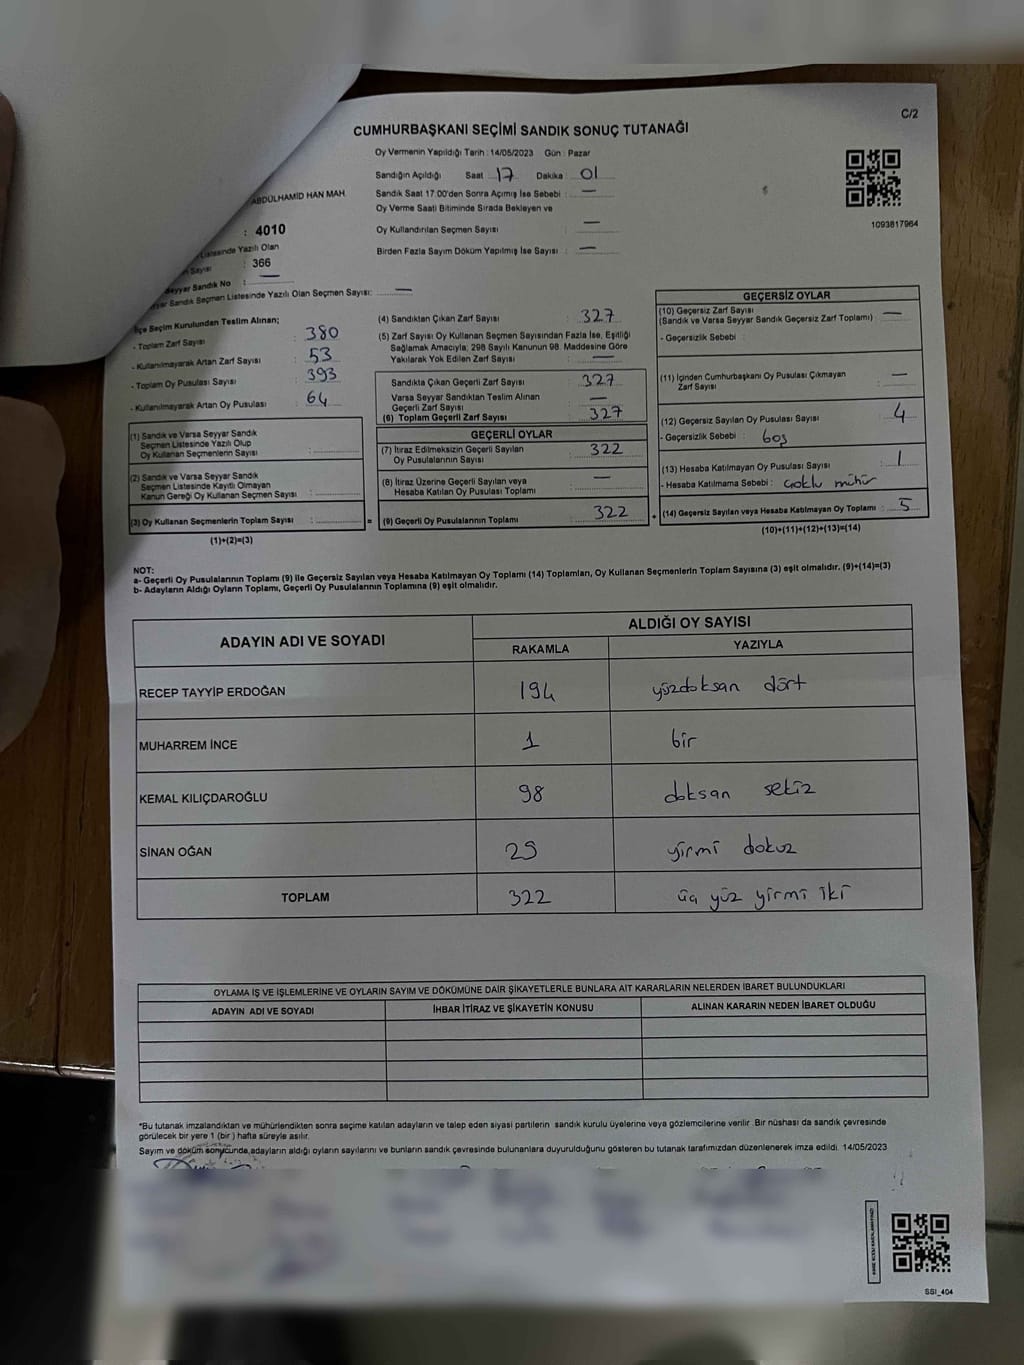 C/2
CUMHURBAŞKANI SEÇİMİ SANDIK SONUÇ TUTANAĞI
Oy Vermenin Yapıldığı Tarih : 14/05/2023 Gün : Pazar
Sandığın Açıldığı Saat : 17 Dakika : 01
Sandık Saat 17:00'den Sonra Açımış İse Sebebi : —
Oy Verme Saati Bitiminde Sırada Bekleyen ve
Oy Kullandırılan Seçmen Sayısı : —
Birden Fazla Sayım Döküm Yapılmış İse Sayısı : —
1093817964
ABDÜLHAMİD HAN MAH.
: 4010
Listesinde Yazılı Olan
Sayısı : 366
Seyyar Sandık No : —
Seyyar Sandık Seçmen Listesinde Yazılı Olan Seçmen Sayısı: —
İlçe Seçim Kurulundan Teslim Alınan;
- Toplam Zarf Sayısı : 380
- Kullanılmayarak Artan Zarf Sayısı : 53
- Toplam Oy Pusulası Sayısı : 393
- Kullanılmayarak Artan Oy Pusulası : 64
(1) Sandık ve Varsa Seyyar Sandık
Seçmen Listesinde Yazılı Olup
Oy Kullanan Seçmenlerin Sayısı :
(2) Sandık ve Varsa Seyyar Sandık
Seçmen Listesinde Kayıtlı Olmayan
Kanun Gereği Oy Kullanan Seçmen Sayısı :
(3) Oy Kullanan Seçmenlerin Toplam Sayısı : =
(1)+(2)=(3)
(4) Sandıktan Çıkan Zarf Sayısı : 327
(5) Zarf Sayısı Oy Kullanan Seçmen Sayısından Fazla İse, Eşitliği
Sağlamak Amacıyla; 298 Sayılı Kanunun 98. Maddesine Göre
Yakılarak Yok Edilen Zarf Sayısı : —
Sandıkta Çıkan Geçerli Zarf Sayısı : 327
Varsa Seyyar Sandıktan Teslim Alınan
Geçerli Zarf Sayısı : —
(6) Toplam Geçerli Zarf Sayısı : 327
GEÇERLİ OYLAR
(7) İtiraz Edilmeksizin Geçerli Sayılan
Oy Pusulalarının Sayısı : 322
(8) İtiraz Üzerine Geçerli Sayılan veya
Hesaba Katılan Oy Pusulası Toplamı : —
(9) Geçerli Oy Pusulalarının Toplamı : 322 +
GEÇERSİZ OYLAR
(10) Geçersiz Zarf Sayısı
(Sandık ve Varsa Seyyar Sandık Geçersiz Zarf Toplamı) : —
- Geçersizlik Sebebi :
(11) İçinden Cumhurbaşkanı Oy Pusulası Çıkmayan
Zarf Sayısı : —
(12) Geçersiz Sayılan Oy Pusulası Sayısı : 4
- Geçersizlik Sebebi : boş
(13) Hesaba Katılmayan Oy Pusulası Sayısı : 1
- Hesaba Katılmama Sebebi : çoklu mühür
(14) Geçersiz Sayılan veya Hesaba Katılmayan Oy Toplamı : 5
(10)+(11)+(12)+(13)=(14)
NOT:
a- Geçerli Oy Pusulalarının Toplamı (9) ile Geçersiz Sayılan veya Hesaba Katılmayan Oy Toplamı (14) Toplamları, Oy Kullanan Seçmenlerin Toplam Sayısına (3) eşit olmalıdır. (9)+(14)=(3)
b- Adayların Aldığı Oyların Toplamı, Geçerli Oy Pusulalarının Toplamına (9) eşit olmalıdır.
ADAYIN ADI VE SOYADI
ALDIĞI OY SAYISI
RAKAMLA YAZIYLA
RECEP TAYYİP ERDOĞAN 194 yüzdoksan dört
MUHARREM İNCE 1 bir
KEMAL KILIÇDAROĞLU 98 doksan sekiz
SİNAN OĞAN 29 yirmi dokuz
TOPLAM 322 üç yüz yirmi iki
OYLAMA İŞ VE İŞLEMLERİNE VE OYLARIN SAYIM VE DÖKÜMÜNE DAİR ŞİKAYETLERLE BUNLARA AİT KARARLARIN NELERDEN İBARET BULUNDUKLARI
ADAYIN ADI VE SOYADI İHBAR İTİRAZ VE ŞİKAYETİN KONUSU ALINAN KARARIN NEDEN İBARET OLDUĞU
*Bu tutanak imzalandıktan ve mühürlendikten sonra seçime katılan adayların ve talep eden siyasi partilerin sandık kurulu üyelerine veya gözlemcilerine verilir. Bir nüshası da sandık çevresinde
görülecek bir yere 1 (bir) hafta süreyle asılır.
Sayım ve döküm sonucunda,adayların aldığı oyların sayılarını ve bunların sandık çevresinde bulunanlara duyurulduğunu gösteren bu tutanak tarafımızdan düzenlenerek imza edildi. 14/05/2023
SSI_404